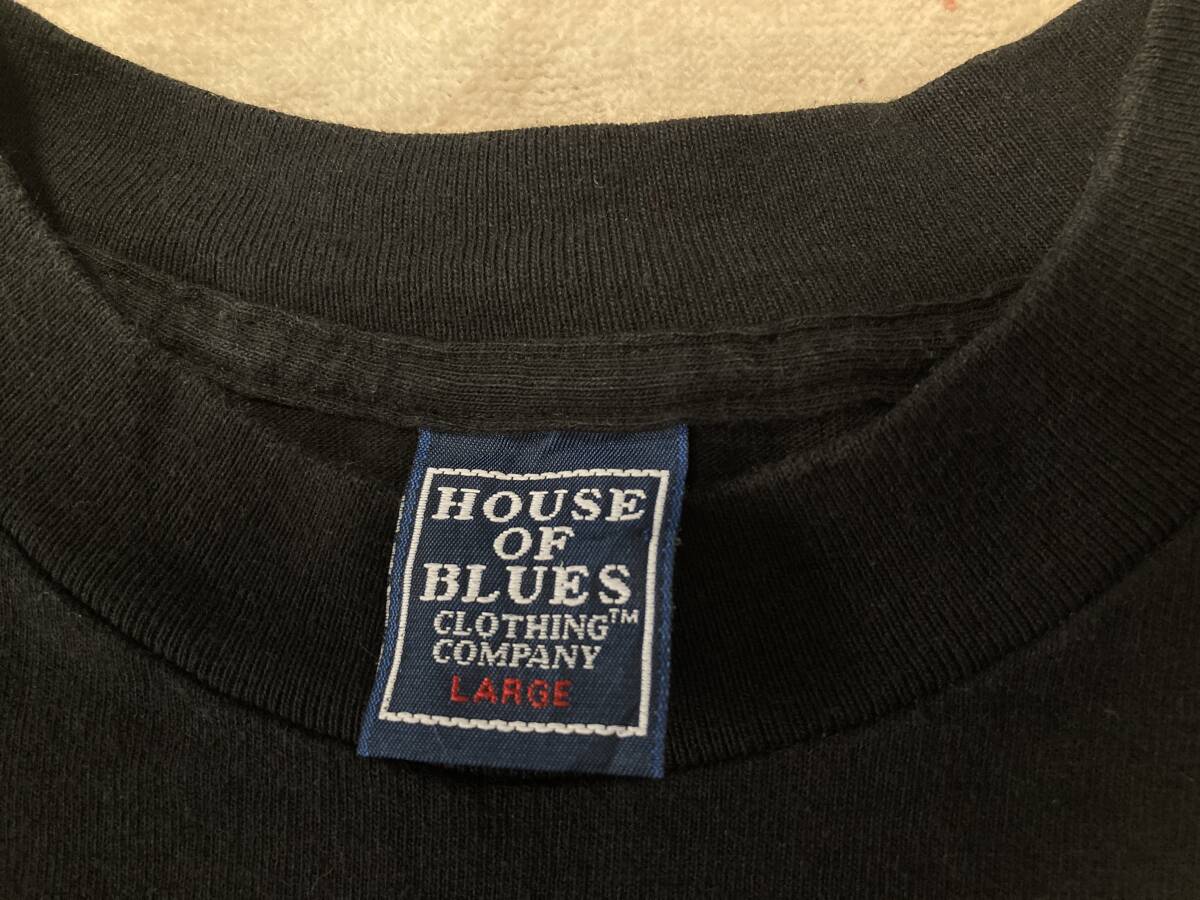 HOUSE
OF
BLUES
CLOTHING™
COMPANY
LARGE